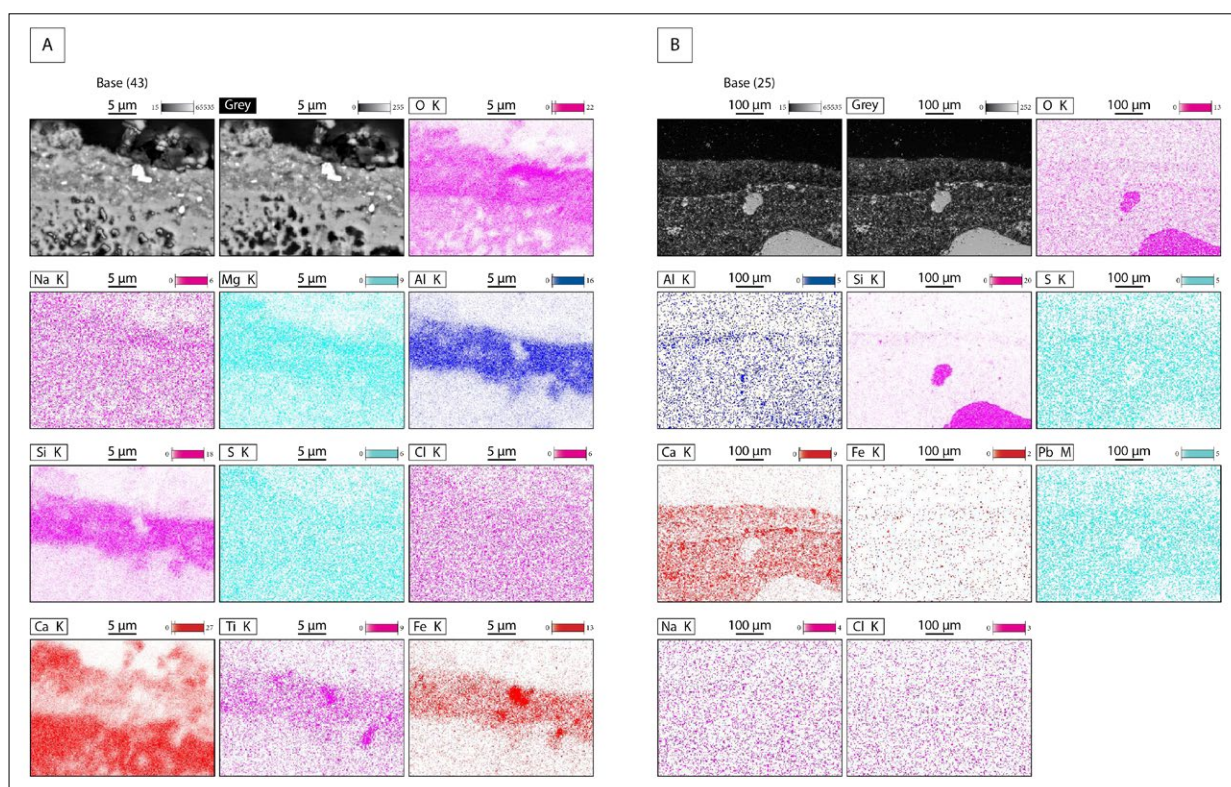 A
Base (43)
5 µm 15 65535
Grey 5 µm 0 255
O K 5 µm 0 22
Na K 5 µm 0 6
Mg K 5 µm 0 9
Al K 5 µm 0 16
Si K 5 µm 0 18
S K 5 µm 0 6
Cl K 5 µm 0 6
Ca K 5 µm 0 27
Ti K 5 µm 0 9
Fe K 5 µm 0 13
B
Base (25)
100 µm 15 65535
Grey 100 µm 0 252
O K 100 µm 0 13
Al K 100 µm 0 5
Si K 100 µm 0 20
S K 100 µm 0 5
Ca K 100 µm 0 9
Fe K 100 µm 0 2
Pb M 100 µm 0 5
Na K 100 µm 0 4
Cl K 100 µm 0 3